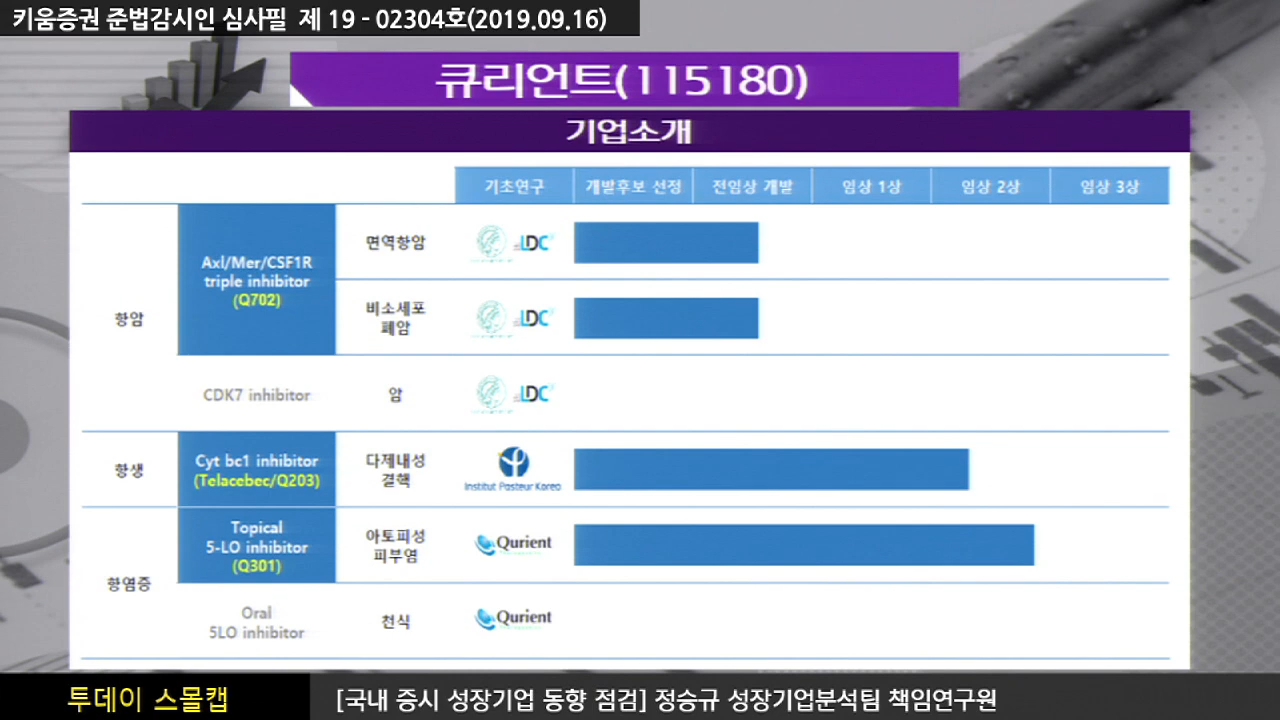 키움증권 준법감시인 심사필 제 19 - 02304호(2019.09.16)
큐리언트(115180)
기업소개
기초연구 개발후보 선정 전임상 개발 임상 1상 임상 2상 임상 3상
항암
Axl/Mer/CSF1R
triple inhibitor
(Q702)
면역항암
LDC
비소세포
폐암
LDC
CDK7 inhibitor
암
LDC
항생
Cyt bc1 inhibitor
(Telacebec/Q203)
다제내성
결핵
Institut Pasteur Korea
항염증
Topical
5-LO inhibitor
(Q301)
아토피성
피부염
Qurient
Oral
5LO inhibitor
천식
Qurient
투데이 스몰캡
[국내 증시 성장기업 동향 점검] 정승규 성장기업분석팀 책임연구원